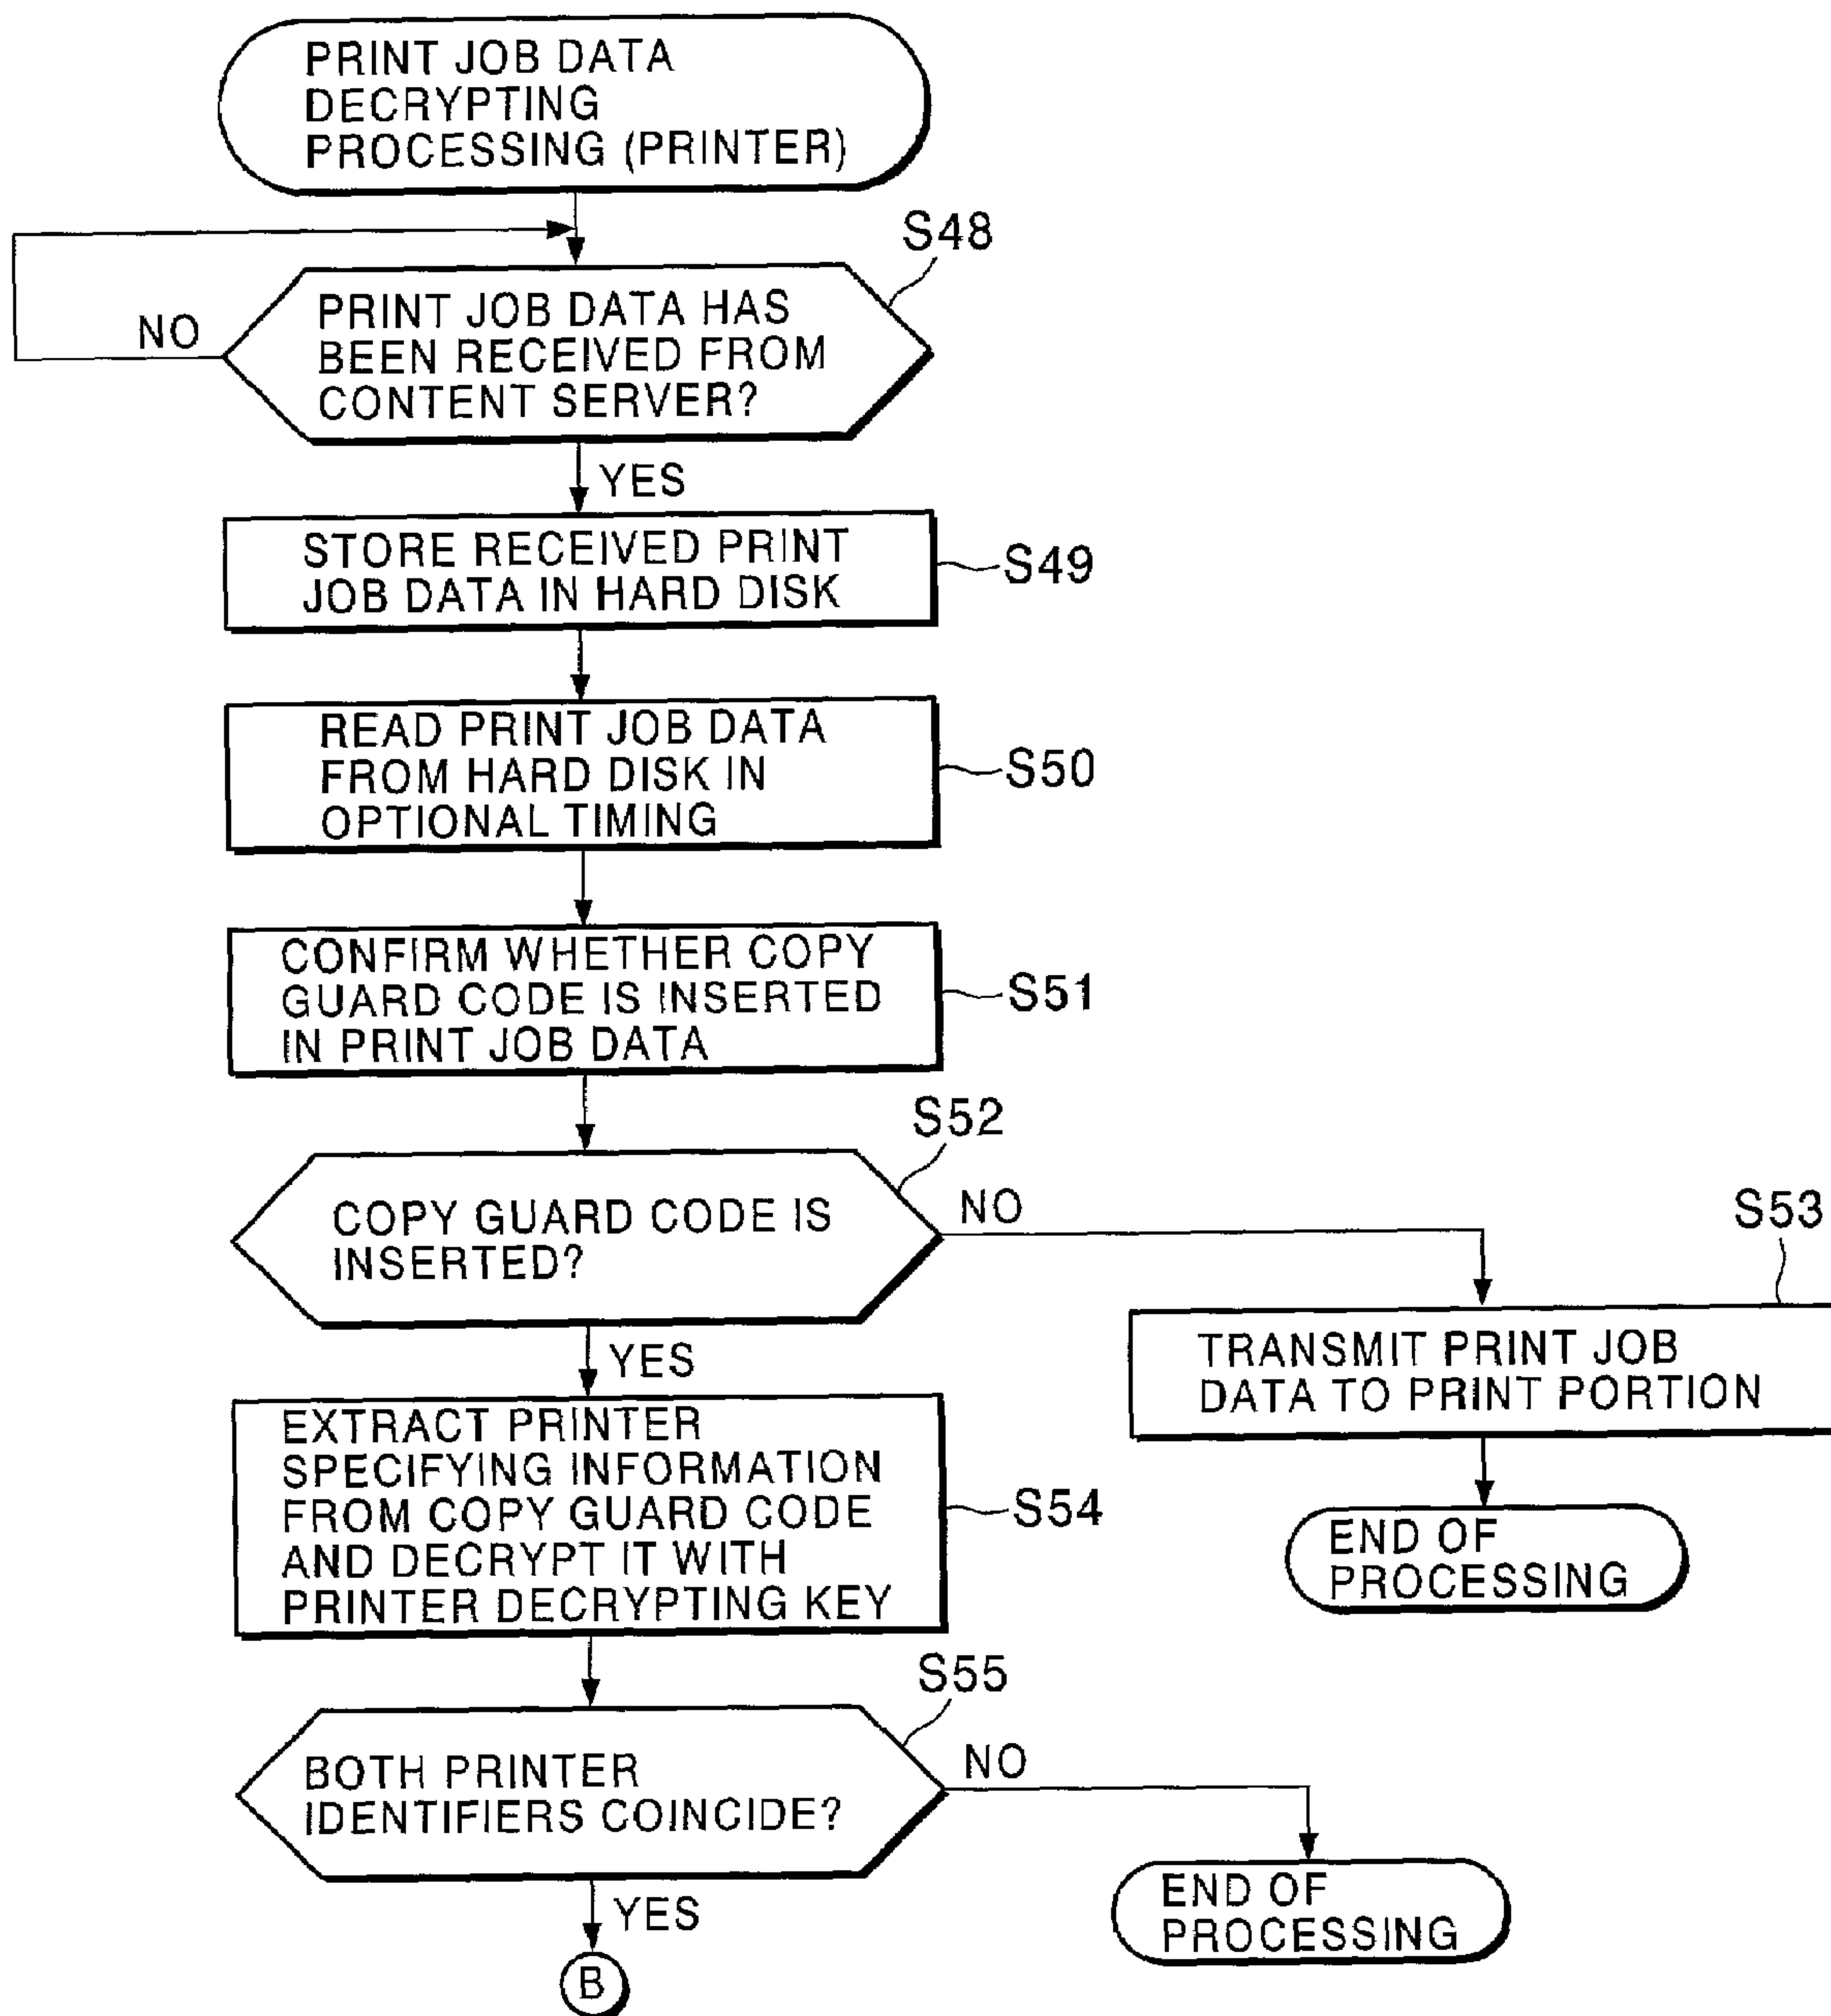 PRINT JOB DATA
DECRYPTING
PROCESSING (PRINTER)
S48
PRINT JOB DATA HAS
BEEN RECEIVED FROM
CONTENT SERVER?
NO
YES
STORE RECEIVED PRINT
JOB DATA IN HARD DISK
S49
READ PRINT JOB DATA
FROM HARD DISK IN
OPTIONAL TIMING
S50
CONFIRM WHETHER COPY
GUARD CODE IS INSERTED
IN PRINT JOB DATA
S51
S52
COPY GUARD CODE IS
INSERTED?
NO
S53
YES
TRANSMIT PRINT JOB
DATA TO PRINT PORTION
EXTRACT PRINTER
SPECIFYING INFORMATION
FROM COPY GUARD CODE
AND DECRYPT IT WITH
PRINTER DECRYPTING KEY
S54
END OF
PROCESSING
S55
BOTH PRINTER
IDENTIFIERS COINCIDE?
NO
YES
END OF
PROCESSING
B